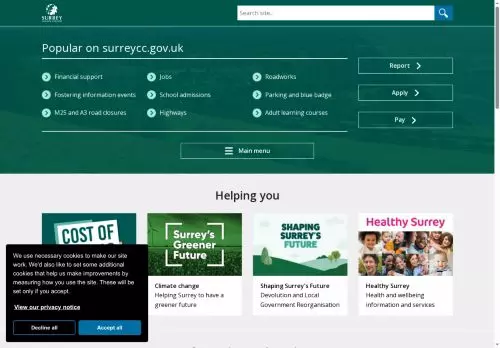 SURREY
Search site...
Popular on surreycc.gov.uk
Financial support
Jobs
Roadworks
Fostering information events
School admissions
Parking and blue badge
M25 and A3 road closures
Highways
Adult learning courses
Report
Apply
Pay
Main menu
Helping you
COST OF
Surrey's
Greener
Future
SHAPING
SURREY'S
FUTURE
Healthy Surrey
Climate change
Helping Surrey to have a
greener future
Shaping Surrey's Future
Devolution and Local
Government Reorganisation
Healthy Surrey
Health and wellbeing
information and services
We use necessary cookies to make our site
work. We'd also like to set some additional
cookies that help us make improvements by
measuring how you use the site. These will be
set only if you accept.
View our privacy notice
Decline all
Accept all